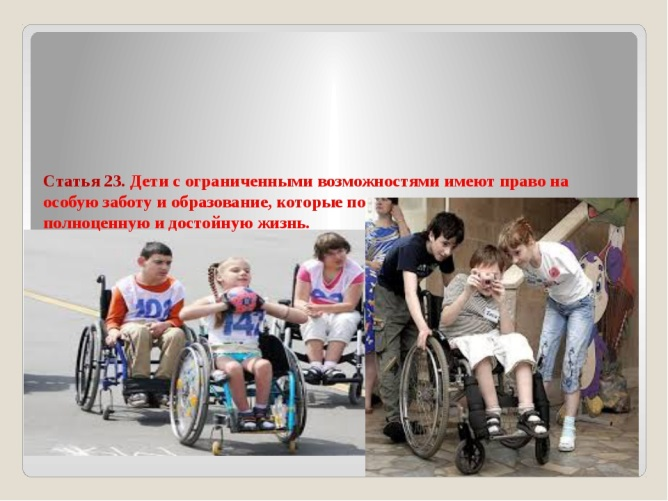 Статья 23. Дети с ограниченными возможностями имеют право на
особую заботу и образование, которые по
полноценную и достойную жизнь.